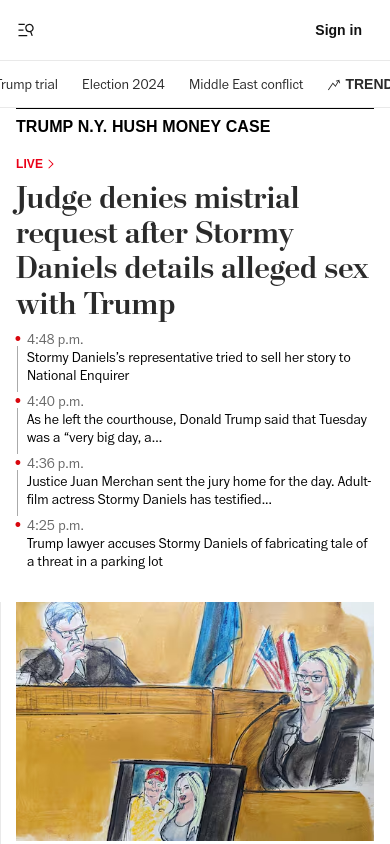 Sign in
Trump trial Election 2024 Middle East conflict TREND
TRUMP N.Y. HUSH MONEY CASE
LIVE
Judge denies mistrial
request after Stormy
Daniels details alleged sex
with Trump
4:48 p.m.
Stormy Daniels’s representative tried to sell her story to
National Enquirer
4:40 p.m.
As he left the courthouse, Donald Trump said that Tuesday
was a “very big day, a...
4:36 p.m.
Justice Juan Merchan sent the jury home for the day. Adult-
film actress Stormy Daniels has testified...
4:25 p.m.
Trump lawyer accuses Stormy Daniels of fabricating tale of
a threat in a parking lot